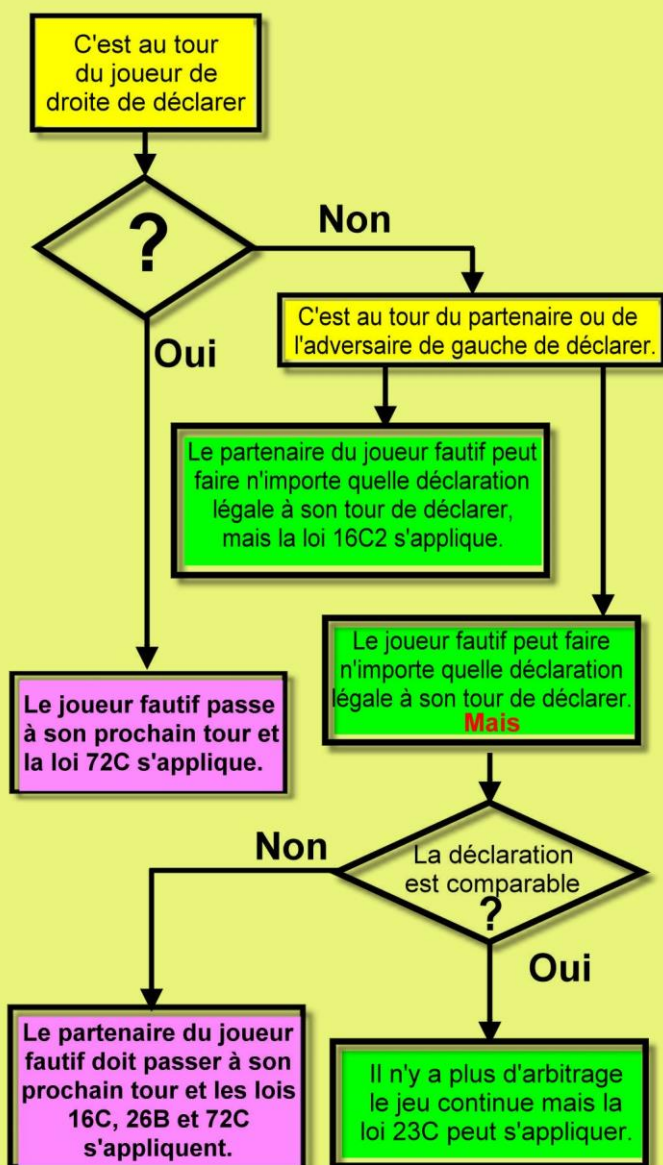 C'est au tour
du joueur de
droite de déclarer
?
Non
Oui
C'est au tour du partenaire ou de
l'adversaire de gauche de déclarer.
Le partenaire du joueur fautif peut
faire n'importe quelle déclaration
légale à son tour de déclarer,
mais la loi 16C2 s'applique.
Le joueur fautif peut faire
n'importe quelle déclaration
légale à son tour de déclarer.
Mais
Le joueur fautif passe
à son prochain tour et
la loi 72C s'applique.
Non
La déclaration
est comparable
?
Oui
Le partenaire du joueur
fautif doit passer à son
prochain tour et les lois
16C, 26B et 72C
s'appliquent.
Il n'y a plus d'arbitrage
le jeu continue mais la
loi 23C peut s'appliquer.